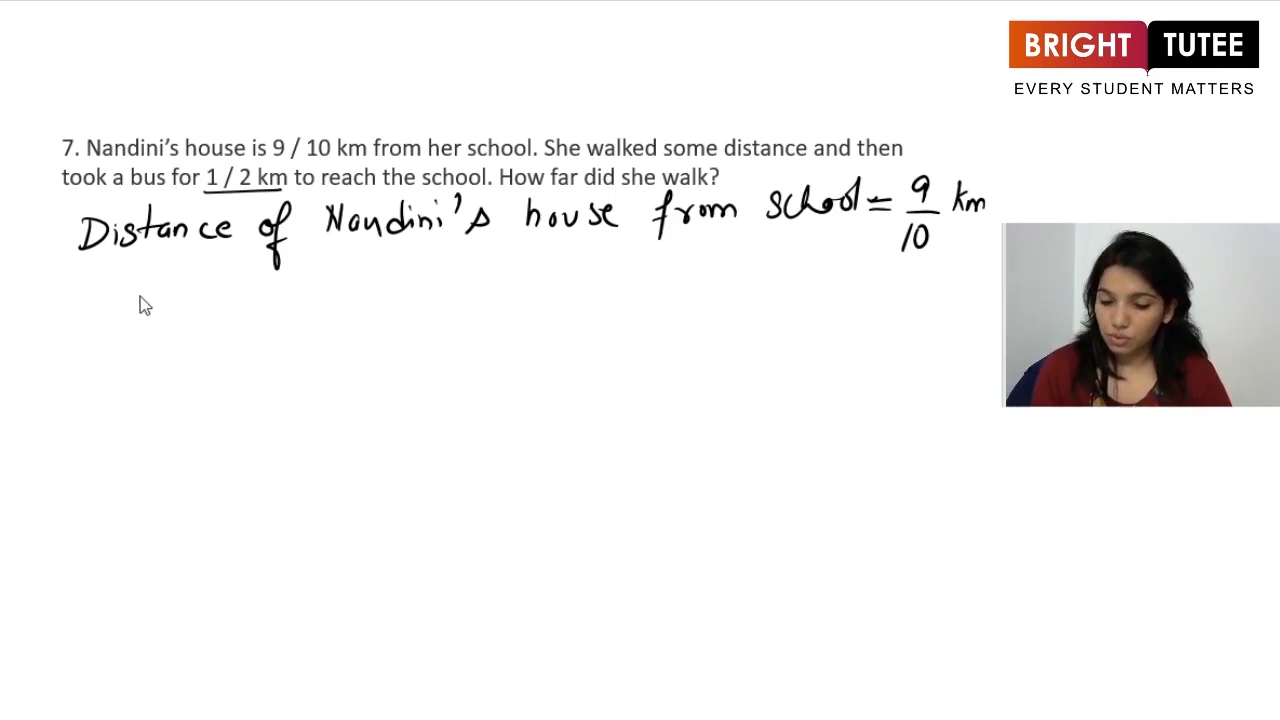 BRIGHT TUTEE
EVERY STUDENT MATTERS
7. Nandini's house is 9 / 10 km from her school. She walked some distance and then
took a bus for 1 / 2 km to reach the school. How far did she walk?
Distance of Nandini's house from school = 9/10 km